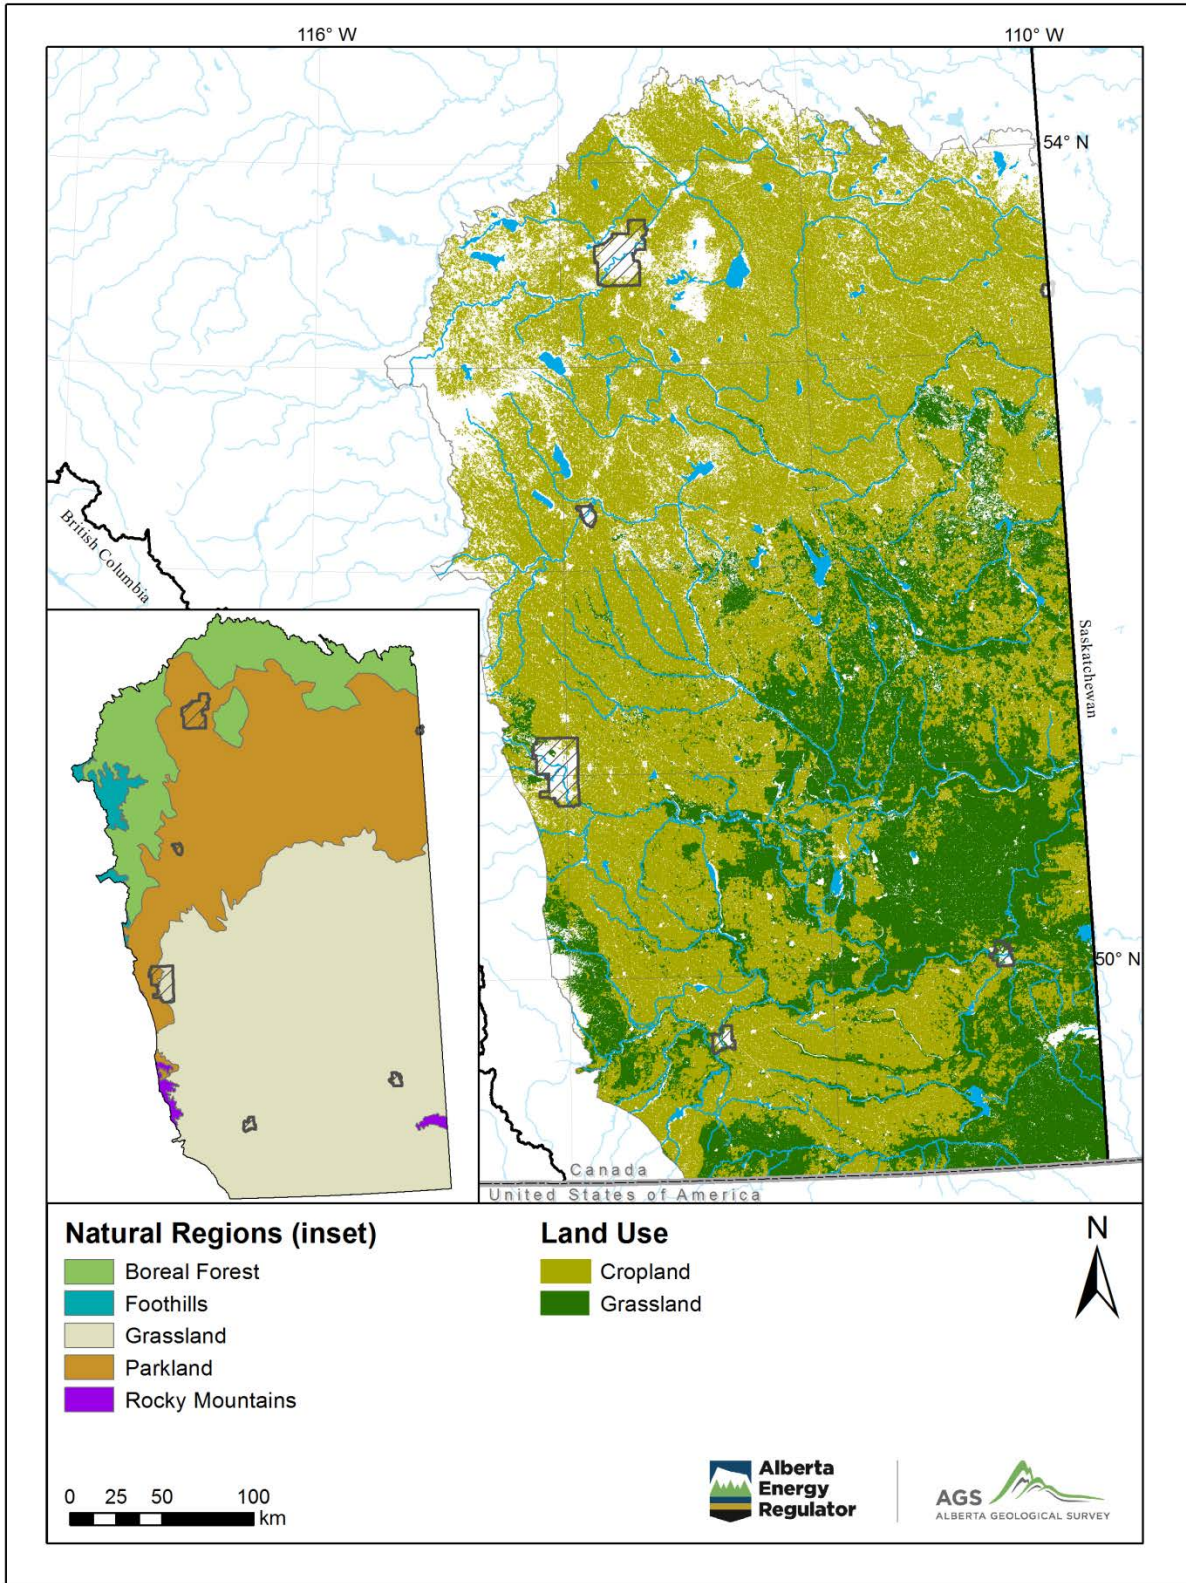 116° W
110° W
54° N
British Columbia
Saskatchewan
50° N
Canada
United States of America
Natural Regions (inset)
Boreal Forest
Foothills
Grassland
Parkland
Rocky Mountains
Land Use
Cropland
Grassland
N
0 25 50 100
km
Alberta
Energy
Regulator
AGS
ALBERTA GEOLOGICAL SURVEY